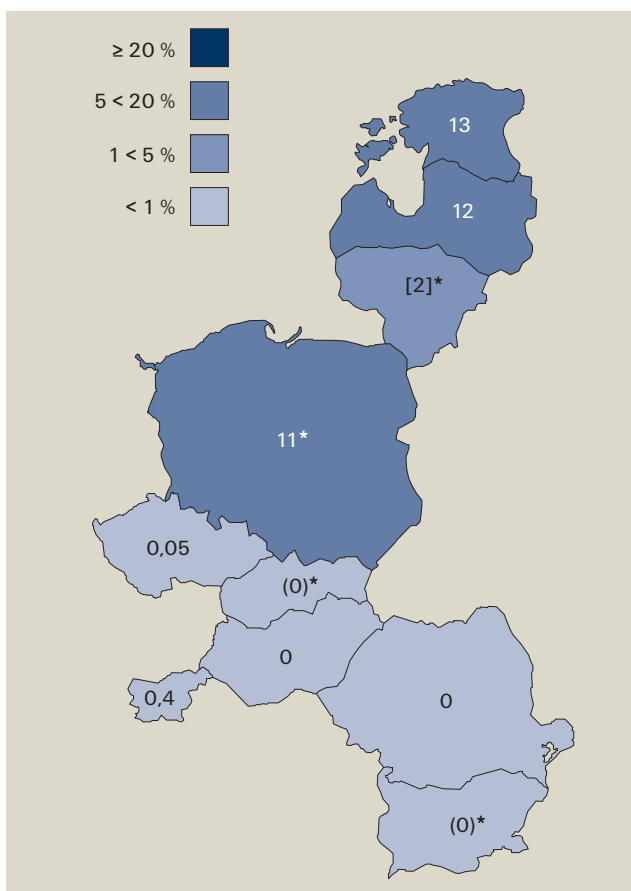 ≥ 20 %
5 < 20 %
1 < 5 %
< 1 %
13
12
[2]*
11*
0,05
(0)*
0
0,4
0
(0)*